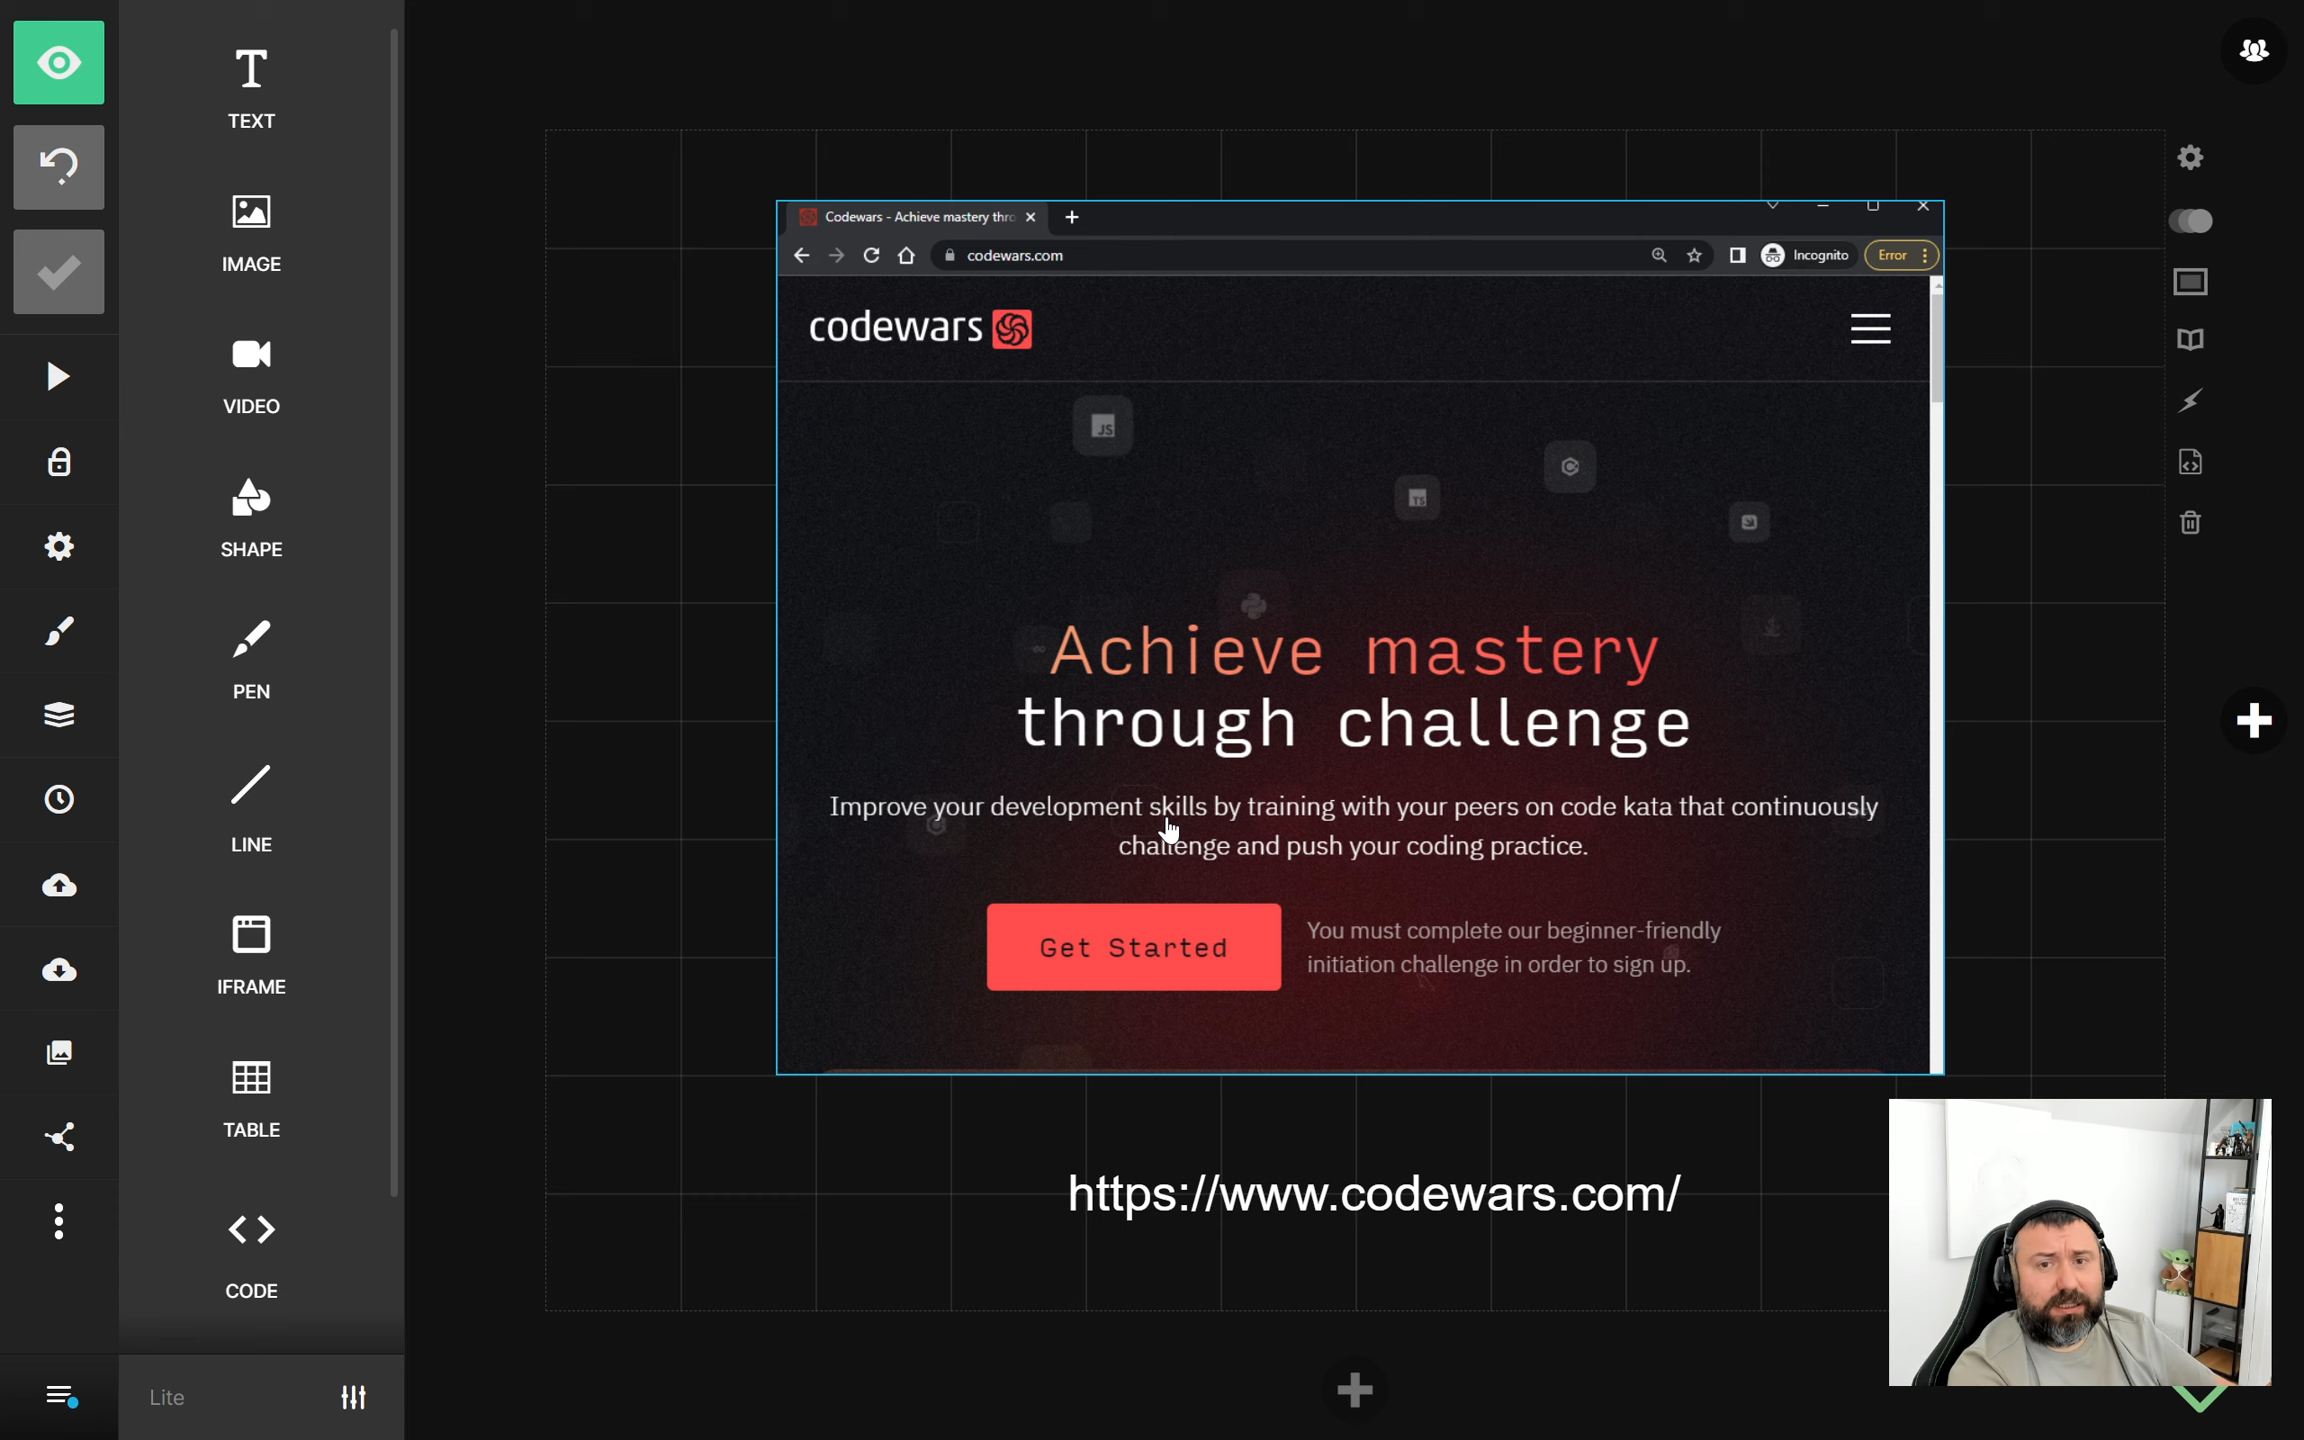 TEXT
IMAGE
VIDEO
SHAPE
PEN
LINE
IFRAME
TABLE
CODE
Lite
Codewars - Achieve mastery thro
codewars.com
Incognito
Error
codewars
JS
TS
Achieve mastery
through challenge
Improve your development skills by training with your peers on code kata that continuously
challenge and push your coding practice.
Get Started
You must complete our beginner-friendly
initiation challenge in order to sign up.
https://www.codewars.com/